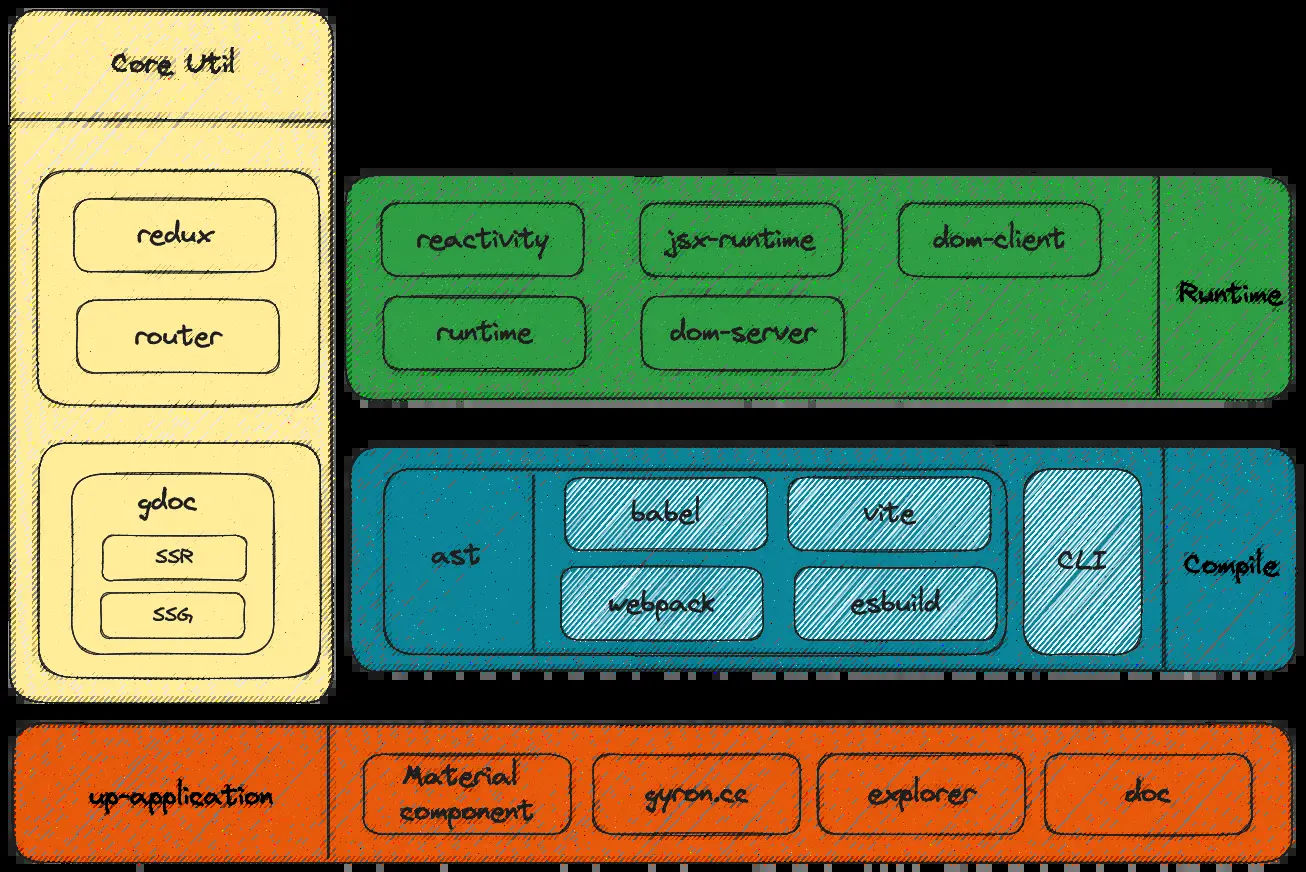 Core Util
redux
router
gdoc
SSR
SSG
reactivity
jsx-runtime
dom-client
runtime
dom-server
Runtime
ast
babel
vite
webpack
esbuild
CLI
Compile
up-application
Material
component
gyron.cc
explorer
doc